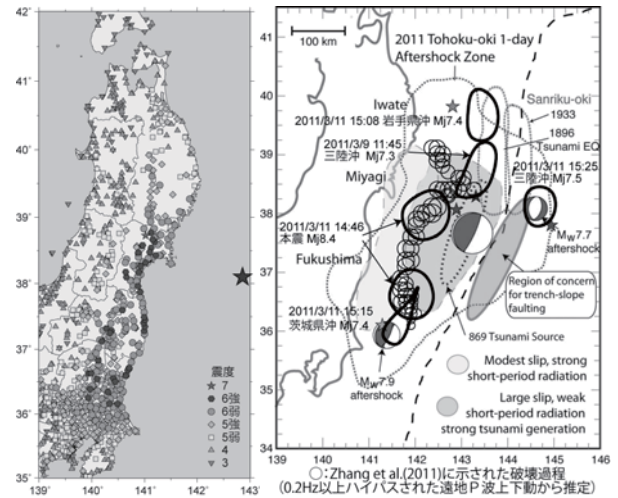 42°
41°
40°
39°
38°
37°
36°
35°
139°
140°
141°
142°
143°
震度
7
6強
6弱
5強
5弱
4
3
41
40
39
38
37
36
35
34
139
140
141
142
143
144
145
146
100 km
2011 Tohoku-oki 1-day
Aftershock Zone
Iwate
2011/3/11 15:08 岩手県沖 Mj7.4
Sanriku-oki
1933
1896
Tsunami EQ
2011/3/9 11:45
三陸沖 Mj7.3
2011/3/11 15:25
三陸沖 Mj7.5
Miyagi
2011/3/11 14:46
本震 Mj8.4
Mw7.7
aftershock
Fukushima
Region of concern
for trench-slope
faulting
2011/3/11 15:15
茨城県沖 Mj7.4
869 Tsunami Source
Mw7.9
aftershock
Modest slip, strong
short-period radiation
Large slip, weak
short-period radiation
strong tsunami generation
○:Zhang et al.(2011)に示された破壊過程
(0.2Hz以上ハイパスされた遠地P波上下動から推定)